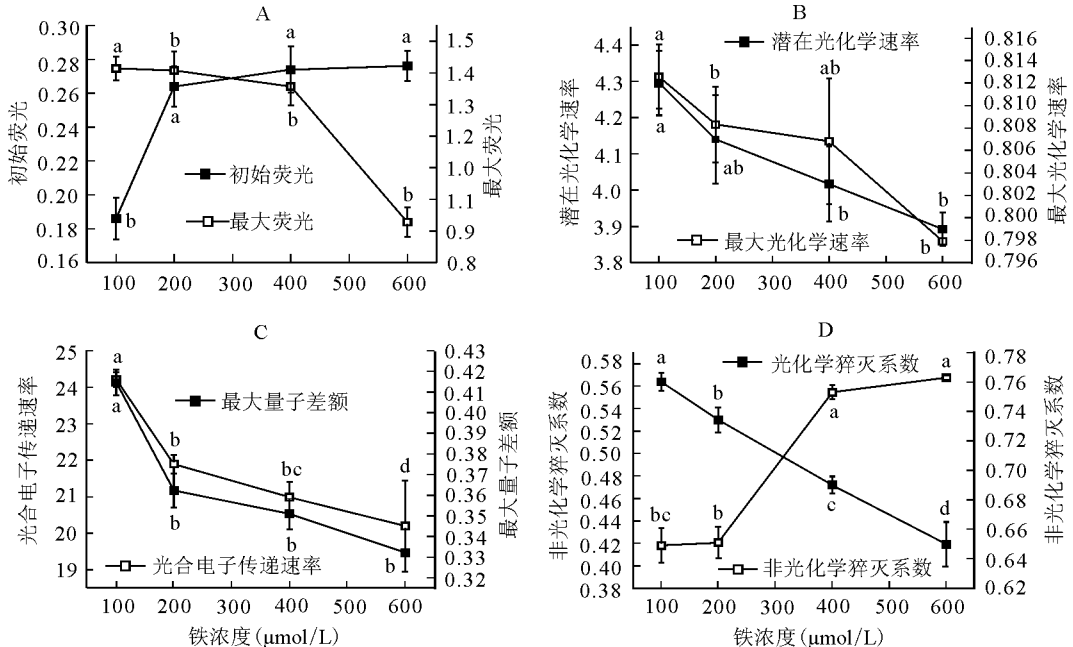 A
0.30
0.28
0.26
0.24
0.22
0.20
0.18
0.16
初始荧光
a
b
a
a
b
a
b
b
初始荧光
最大荧光
1.5
1.4
1.3
1.2
1.0
1.0
0.9
0.8
最大荧光
100
200
300
400
500
600
B
4.4
4.3
4.2
4.1
4.0
3.9
3.8
潜在光化学速率
潜在光化学速率
a
b
ab
a
ab
b
b
b
最大光化学速率
0.816
0.814
0.812
0.810
0.808
0.806
0.804
0.802
0.800
0.798
0.796
最大光化学速率
100
200
300
400
500
600
C
25
24
23
22
21
20
19
光合电子传递速率
a
a
最大量子差额
b
bc
d
b
b
b
光合电子传递速率
0.43
0.42
0.41
0.40
0.39
0.38
0.37
0.36
0.35
0.34
0.33
0.32
最大量子差额
100
200
300
400
500
600
铁浓度(μmol/L)
D
0.58
0.56
0.54
0.52
0.50
0.48
0.46
0.44
0.42
0.40
0.38
非光化学猝灭系数
a
光化学猝灭系数
a
b
a
bc
b
c
d
非光化学猝灭系数
0.78
0.76
0.74
0.72
0.70
0.68
0.66
0.64
0.62
非光化学猝灭系数
100
200
300
400
500
600
铁浓度(μmol/L)